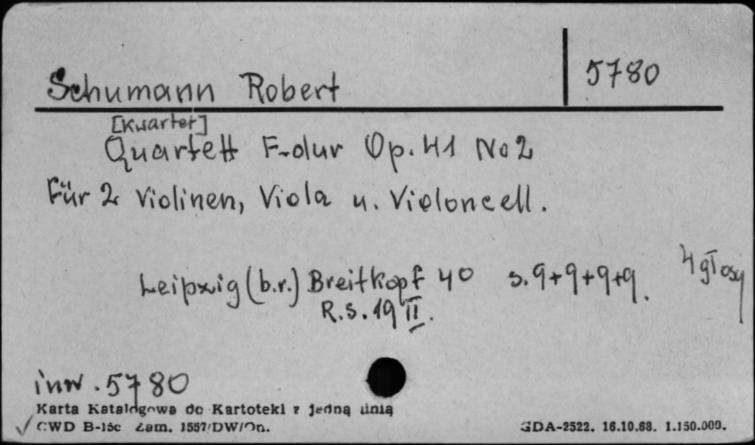 Schumann Robert 5780
[Kwartet]
Quartett F-dur Op. 41 No 2
Für 2 Violinen, Viola u. Violoncell.
Leipzig (b.r.) Breitkopf 40 s. 9+9+9+9. 4 głosy
R.S. 19 II.
inw. 5780
Karta Katalogowa do Kartoteki z jedną linią
CWD B-15c Zam. 1557/DW/On. GDA-2522. 16.10.68. 1.150.000.